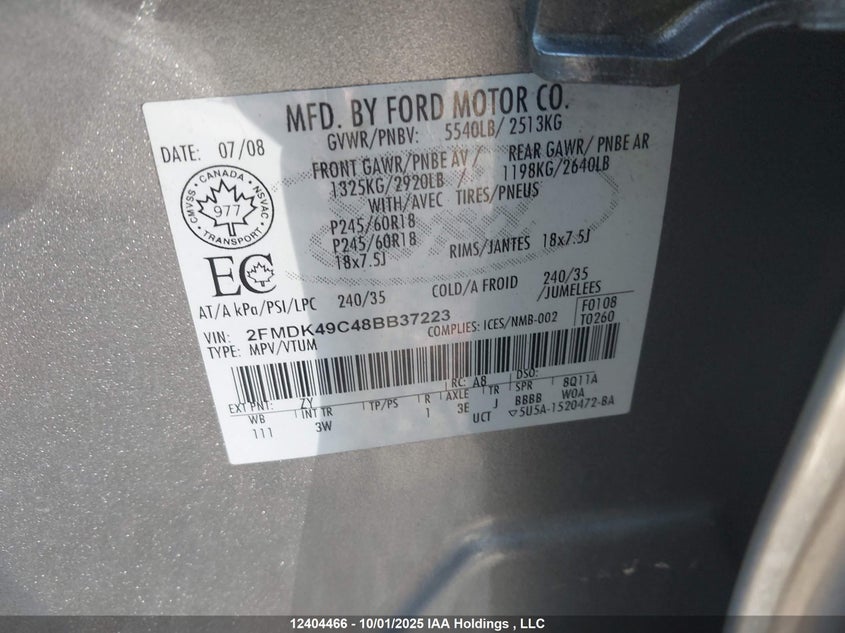 MFD. BY FORD MOTOR CO.
DATE: 07/08
GVWR/PNBV: 5540LB/ 2513KG
FRONT GAWR/PNBE AV/ REAR GAWR/ PNBE AR
1325KG/2920LB / 1198KG/2640LB
WITH/AVEC TIRES/PNEUS
CANADA
CMVSS NSVAC
977
TRANSPORT
P245/60R18
P245/60R18 RIMS/JANTES 18x7.5J
18x7.5J
EC
AT/A kPa/PSI/LPC 240/35 COLD/A FROID 240/35
/JUMELEES
VIN: 2FMDK49C48BB37223 COMPLIES: ICES/NMB-002 F0108
TYPE: MPV/VTUM T0260
EXT PNT: ZY RC: A8 DSO:
WB INT TR TP/PS R AXLE TR SPR 8Q11A
111 3W 1 3E J BBBB W0A
UCT ▽5U5A-1520472-BA
12404466 - 10/01/2025 IAA Holdings , LLC